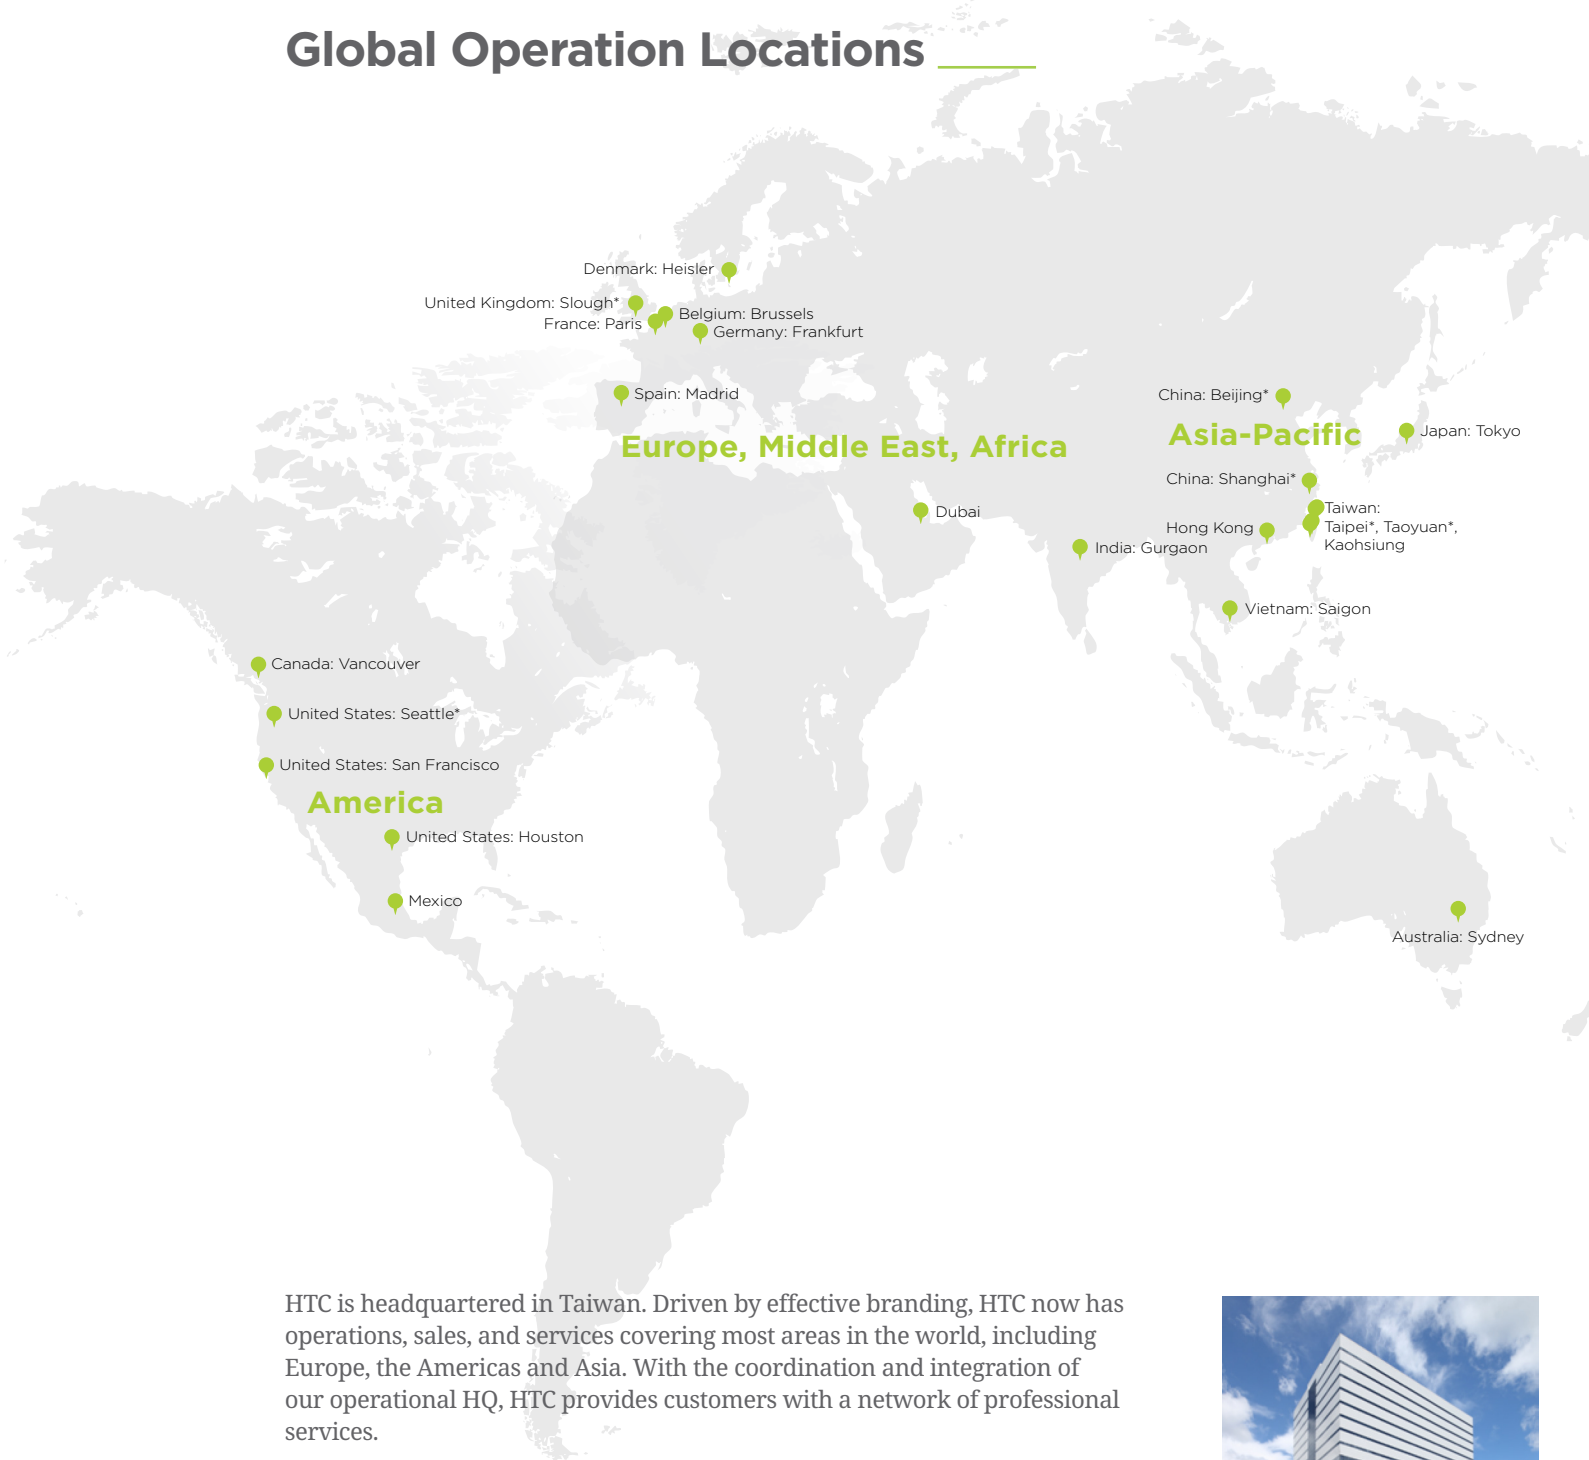 Global Operation Locations
Denmark: Heisler
United Kingdom: Slough*
Belgium: Brussels
France: Paris
Germany: Frankfurt
Spain: Madrid
Europe, Middle East, Africa
Dubai
China: Beijing*
Asia-Pacific
Japan: Tokyo
China: Shanghai*
Taiwan:
Taipei*, Taoyuan*,
Kaohsiung
Hong Kong
India: Gurgaon
Vietnam: Saigon
Canada: Vancouver
United States: Seattle*
United States: San Francisco
America
United States: Houston
Mexico
Australia: Sydney
HTC is headquartered in Taiwan. Driven by effective branding, HTC now has
operations, sales, and services covering most areas in the world, including
Europe, the Americas and Asia. With the coordination and integration of
our operational HQ, HTC provides customers with a network of professional
services.